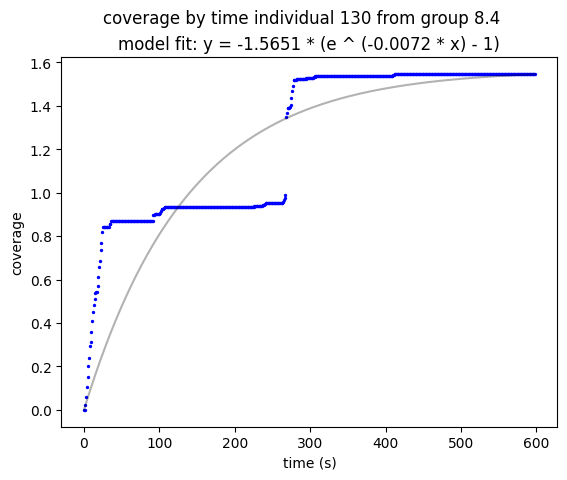 coverage by time individual 130 from group 8.4
model fit: y = -1.5651 * (e ^ (-0.0072 * x) - 1)
1.6
1.4
1.2
1.0
0.8
0.6
0.4
0.2
0.0
coverage
0 100 200 300 400 500 600
time (s)